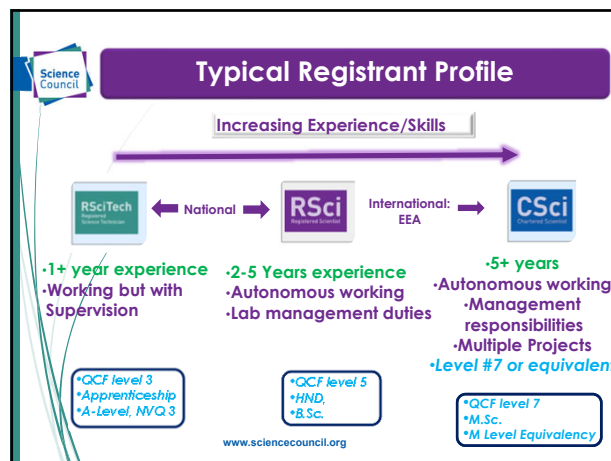 Science
Council
Typical Registrant Profile
Increasing Experience/Skills
RSciTech
Registered
Science Technician
National
RSci
Registered Scientist
International:
EEA
CSci
Chartered Scientist
•1+ year experience
•Working but with
Supervision
•2-5 Years experience
•Autonomous working
•Lab management duties
•5+ years
•Autonomous working
•Management
responsibilities
•Multiple Projects
•Level #7 or equivalent
•QCF level 3
•Apprenticeship
•A-Level, NVQ 3
•QCF level 5
•HND,
•B.Sc.
•QCF level 7
•M.Sc.
•M Level Equivalency
www.sciencecouncil.org